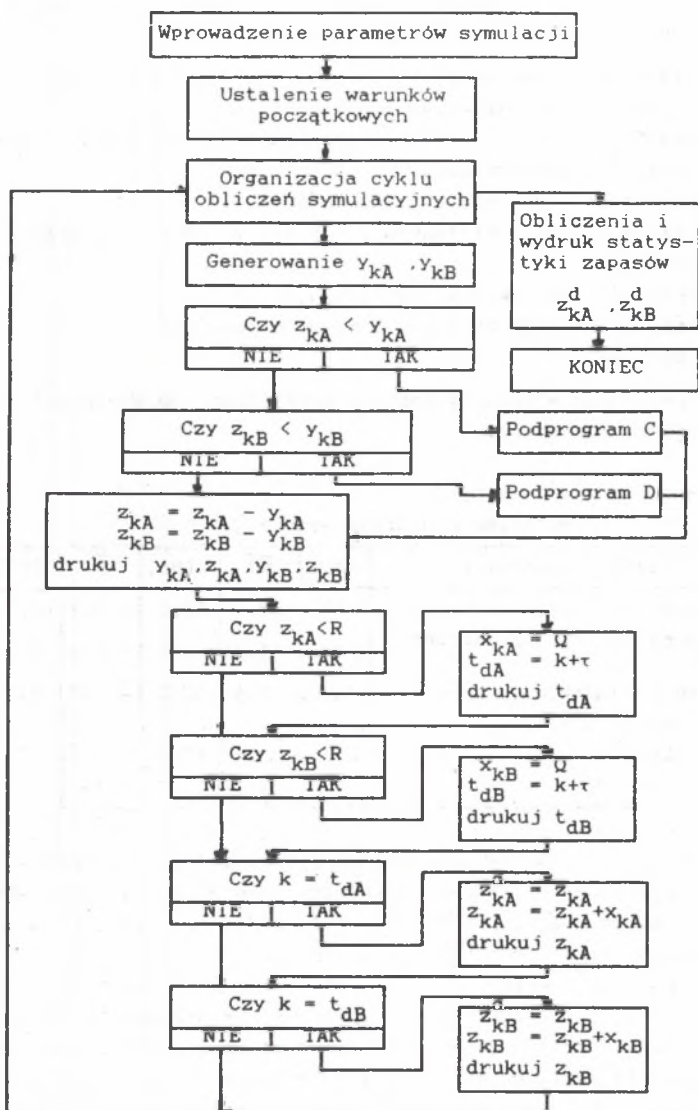 Wprowadzenie parametrów symulacji
Ustalenie warunków
początkowych
Organizacja cyklu
obliczeń symulacyjnych
Obliczenia i
wydruk statys-
tyki zapasów
z_kA^d , z_kB^d
KONIEC
Generowanie y_kA , y_kB
Czy z_kA < y_kA
NIE TAK
Czy z_kB < y_kB
NIE TAK
Podprogram C
Podprogram D
z_kA = z_kA - y_kA
z_kB = z_kB - y_kB
drukuj y_kA, z_kA, y_kB, z_kB
Czy z_kA<R
NIE TAK
x_kA = Q
t_dA = k+τ
drukuj t_dA
Czy z_kB<R
NIE TAK
x_kB = Q
t_dB = k+τ
drukuj t_dB
Czy k = t_dA
NIE TAK
z_kA^d = z_kA
z_kA = z_kA+x_kA
drukuj z_kA
Czy k = t_dB
NIE TAK
z_kB^d = z_kB
z_kB = z_kB+x_kB
drukuj z_kB